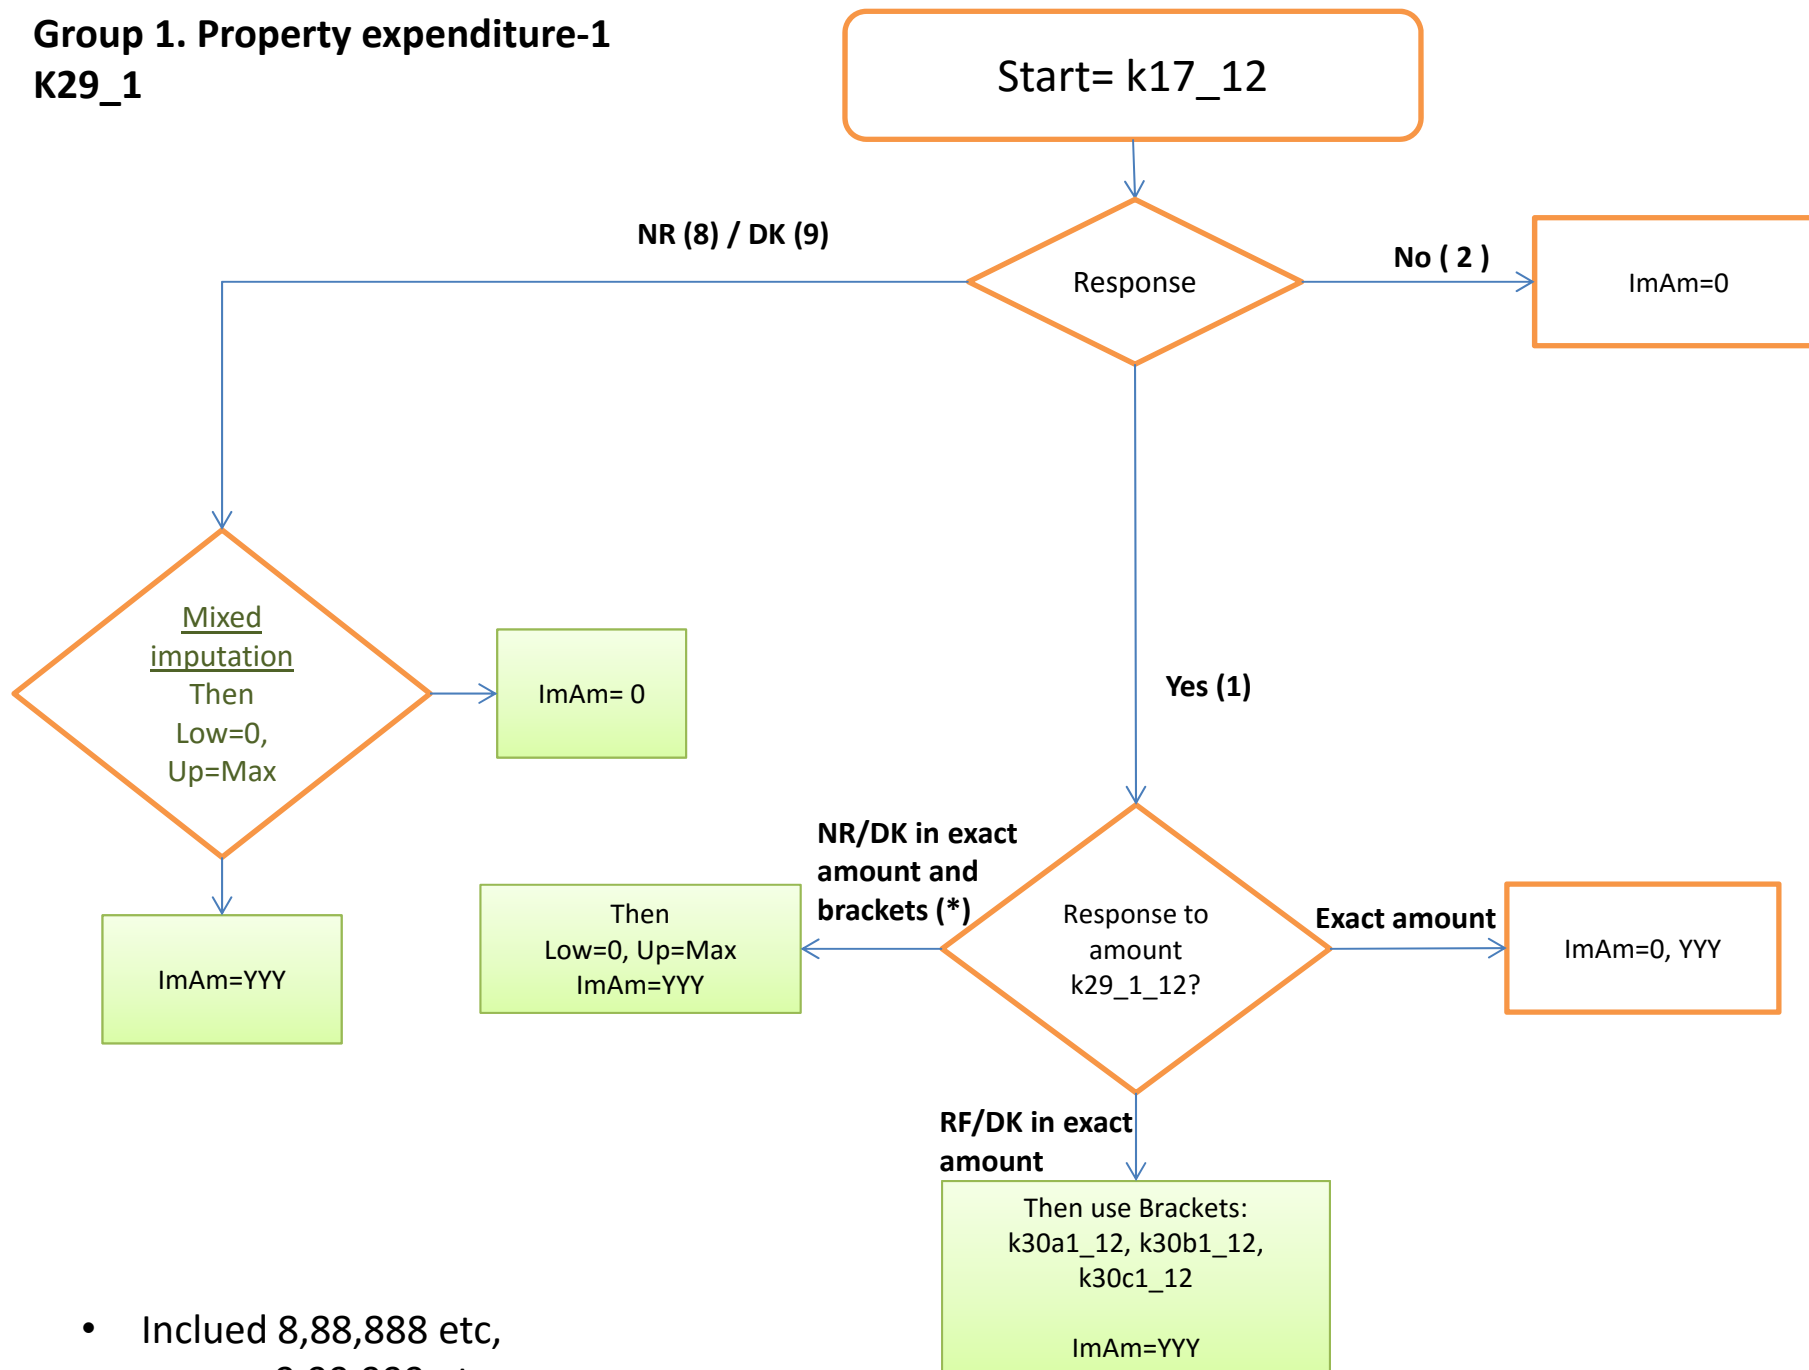 Group 1. Property expenditure-1
K29_1
Start= k17_12
NR (8) / DK (9)
Response
No ( 2 )
ImAm=0
Mixed
imputation
Then
Low=0,
Up=Max
ImAm= 0
Yes (1)
ImAm=YYY
NR/DK in exact
amount and
brackets (*)
Then
Low=0, Up=Max
ImAm=YYY
Response to
amount
k29_1_12?
Exact amount
ImAm=0, YYY
RF/DK in exact
amount
Then use Brackets:
k30a1_12, k30b1_12,
k30c1_12
ImAm=YYY
• Inclued 8,88,888 etc,